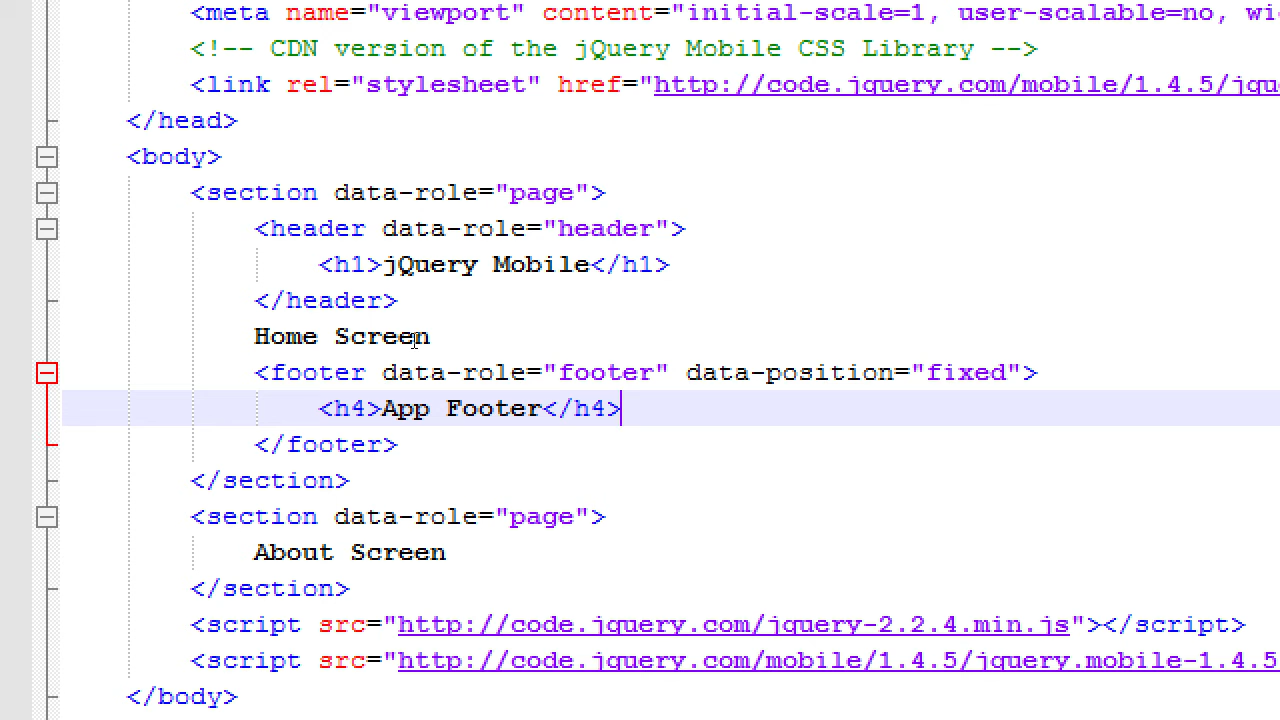 <meta name="viewport" content="initial-scale=1, user-scalable=no, wi
<!-- CDN version of the jQuery Mobile CSS Library -->
<link rel="stylesheet" href="http://code.jquery.com/mobile/1.4.5/jqu
</head>
<body>
<section data-role="page">
<header data-role="header">
<h1>jQuery Mobile</h1>
</header>
Home Screen
<footer data-role="footer" data-position="fixed">
<h4>App Footer</h4>
</footer>
</section>
<section data-role="page">
About Screen
</section>
<script src="http://code.jquery.com/jquery-2.2.4.min.js"></script>
<script src="http://code.jquery.com/mobile/1.4.5/jquery.mobile-1.4.5
</body>